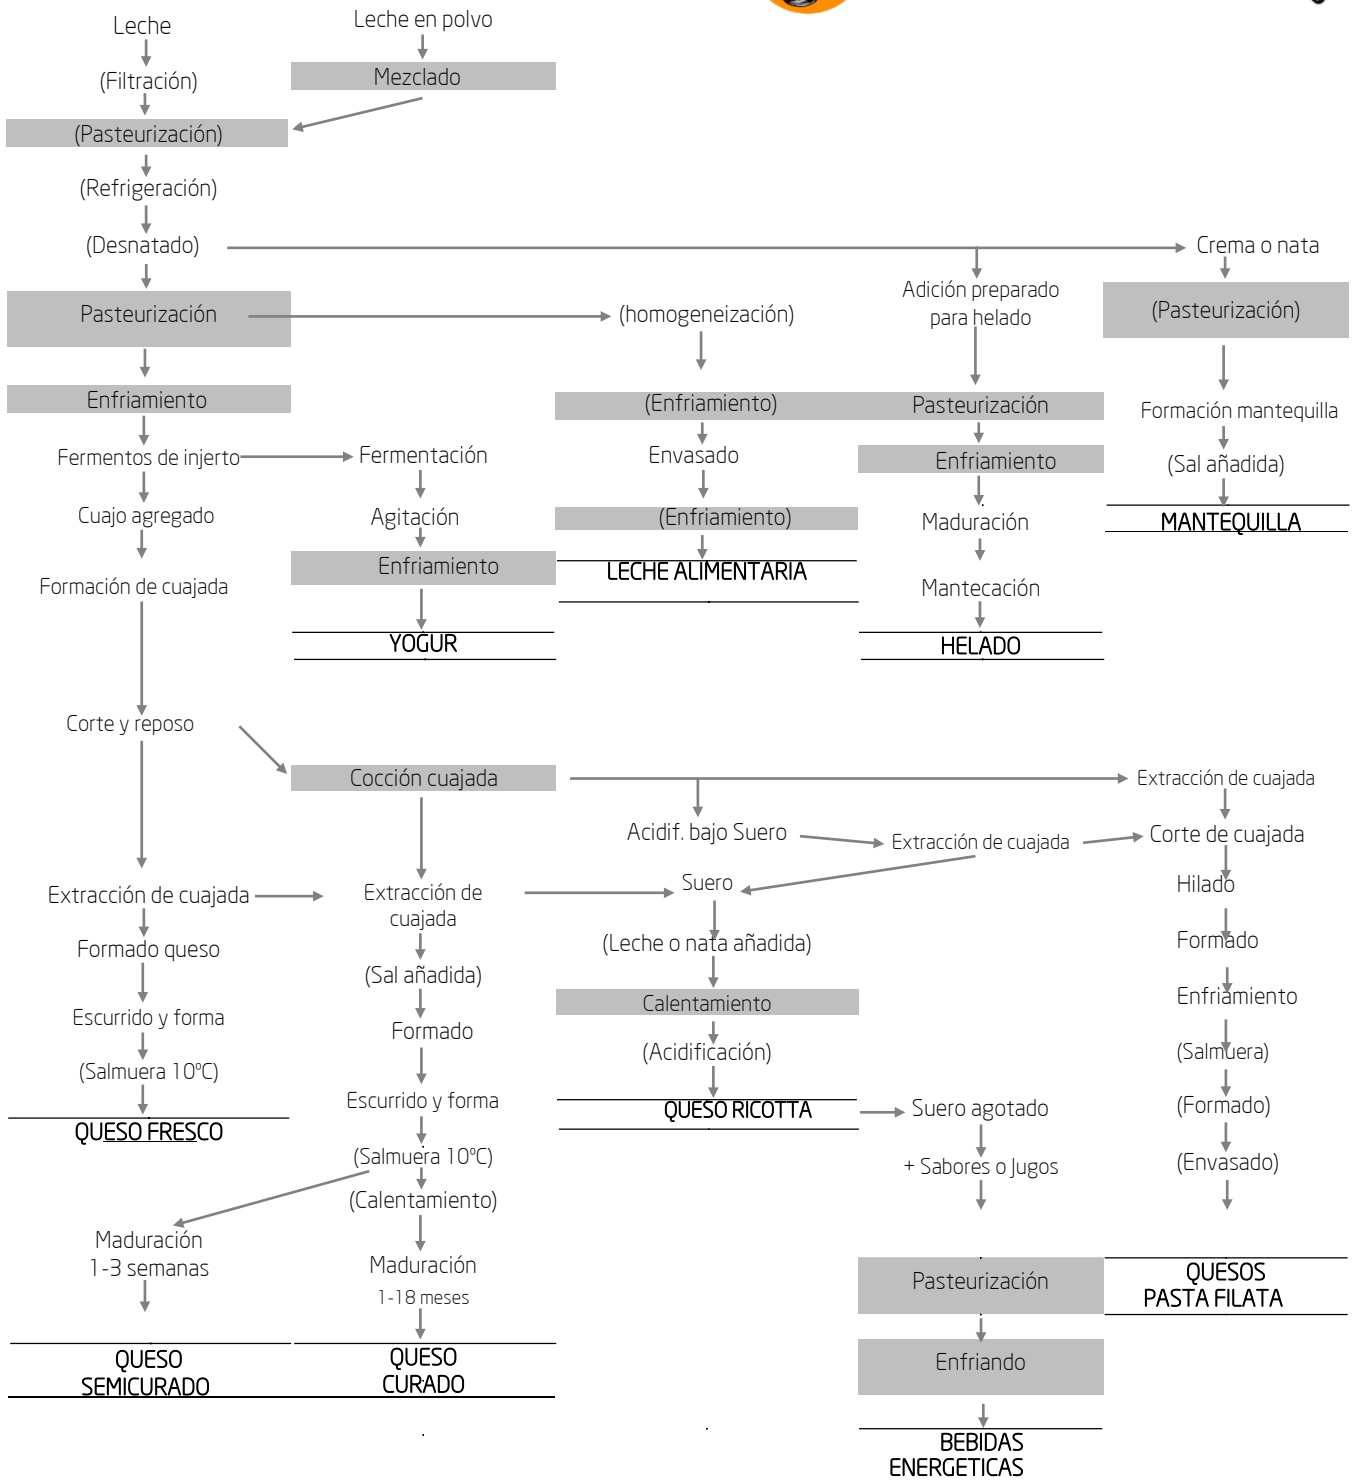 Leche
Leche en polvo
(Filtración)
Mezclado
(Pasteurización)
(Refrigeración)
(Desnatado)
Crema o nata
Pasteurización
(homogeneización)
Adición preparado
para helado
(Pasteurización)
Enfriamiento
(Enfriamiento)
Pasteurización
Formación mantequilla
Fermentos de injerto
Fermentación
Envasado
Enfriamiento
(Sal añadida)
Cuajo agregado
Agitación
(Enfriamiento)
Maduración
MANTEQUILLA
Formación de cuajada
Enfriamiento
LECHE ALIMENTARIA
Mantecación
YOGUR
HELADO
Corte y reposo
Cocción cuajada
Extracción de cuajada
Acidif. bajo Suero
Extracción de cuajada
Corte de cuajada
Extracción de cuajada
Extracción de
cuajada
Suero
Hilado
Formado queso
(Sal añadida)
(Leche o nata añadida)
Formado
Escurrido y forma
Formado
Calentamiento
Enfriamiento
(Salmuera 10ºC)
Escurrido y forma
(Acidificación)
(Salmuera)
QUESO FRESCO
(Salmuera 10ºC)
QUESO RICOTTA
Suero agotado
(Formado)
(Calentamiento)
+ Sabores o Jugos
(Envasado)
Maduración
1-3 semanas
Maduración
1-18 meses
Pasteurización
QUESOS
PASTA FILATA
QUESO
SEMICURADO
QUESO
CURADO
Enfriando
BEBIDAS
ENERGETICAS